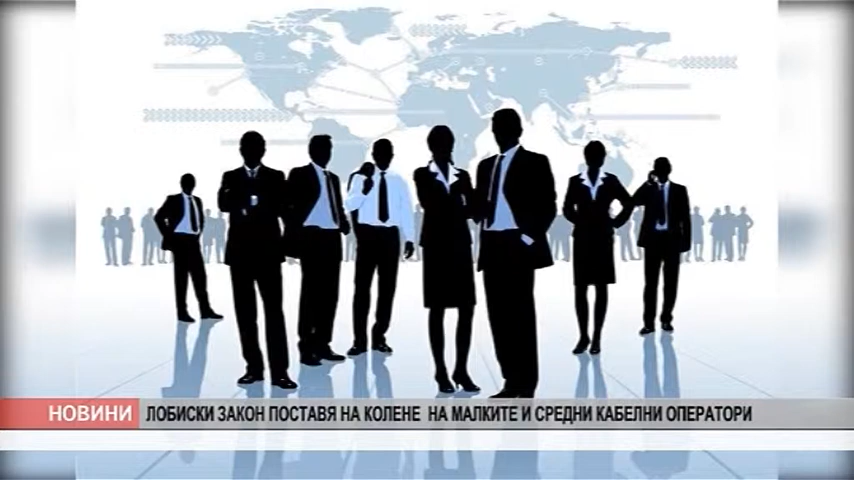 НОВИНИ
ЛОБИСКИ ЗАКОН ПОСТАВЯ НА КОЛЕНЕ НА МАЛКИТЕ И СРЕДНИ КАБЕЛНИ ОПЕРАТОРИ